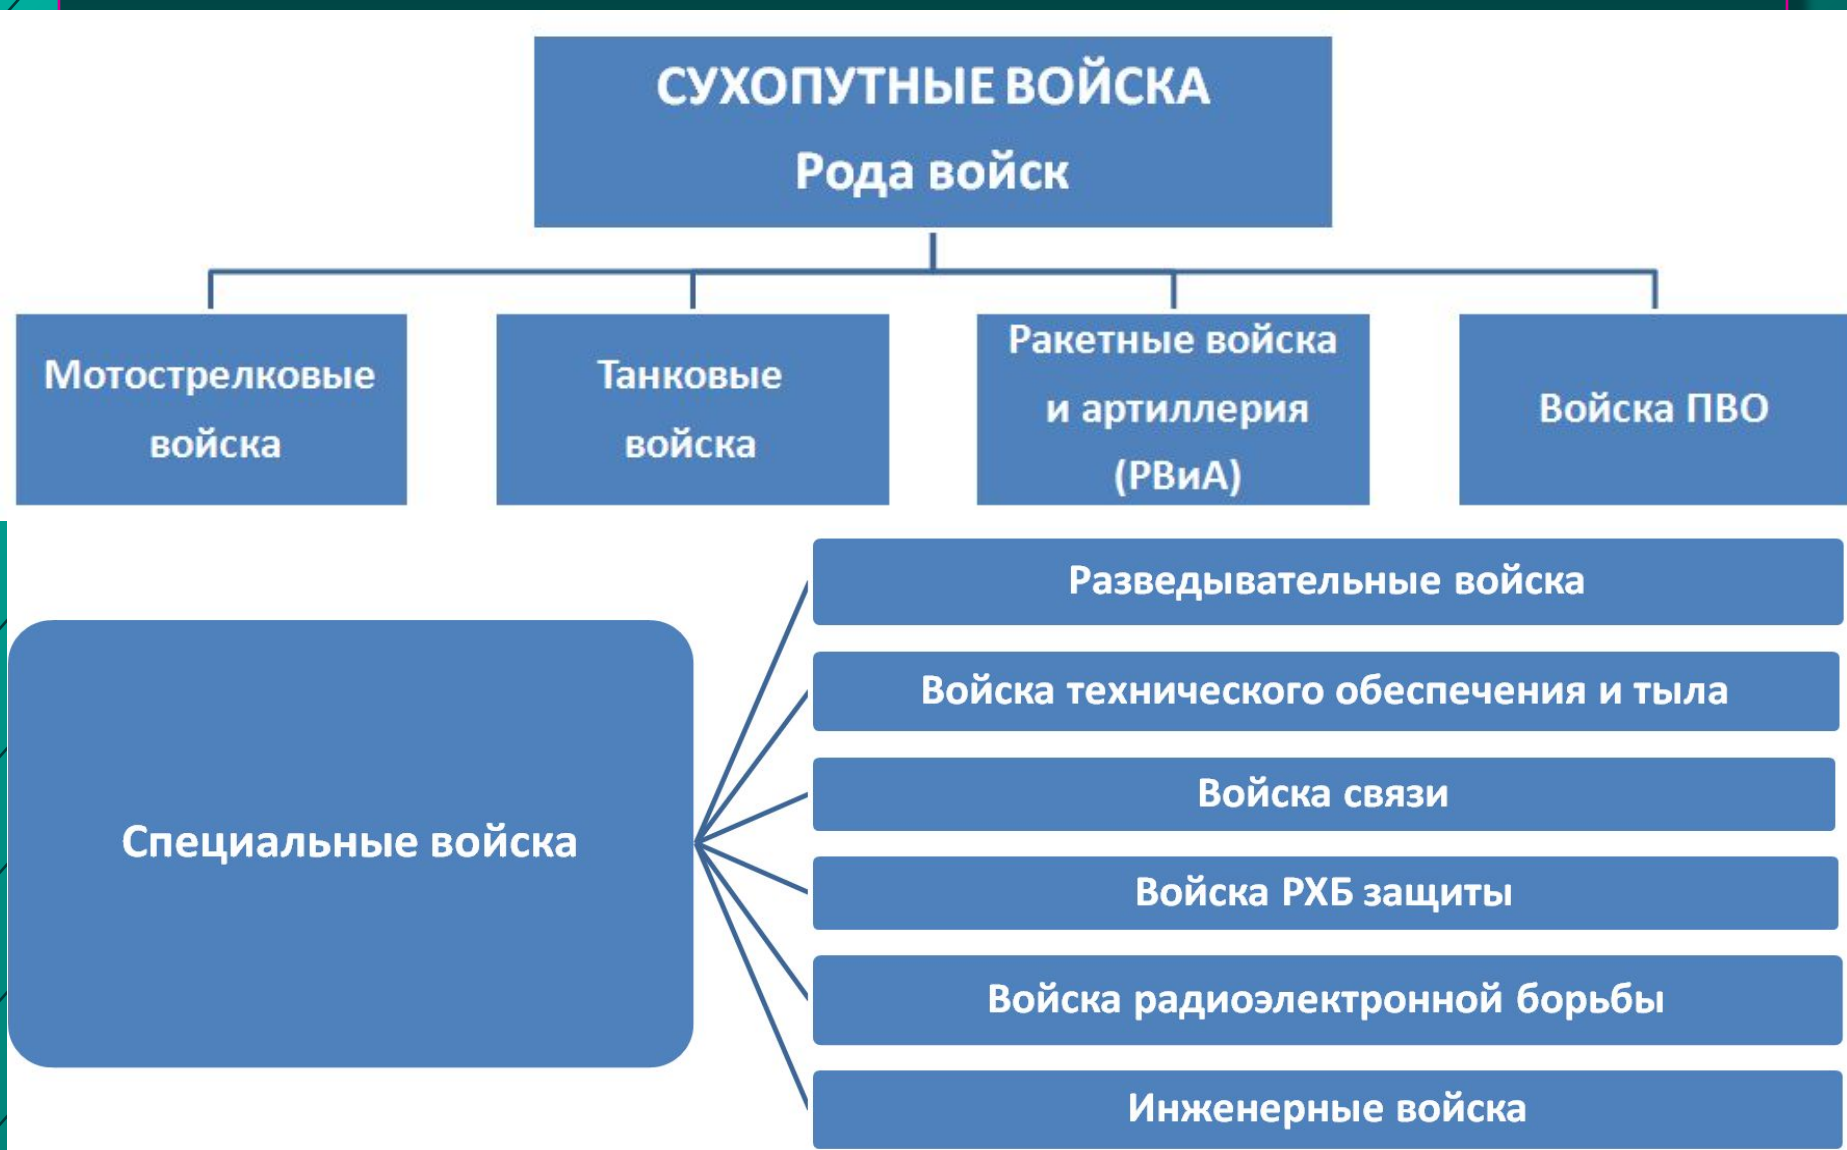 СУХОПУТНЫЕ ВОЙСКА
Рода войск
Мотострелковые
войска
Танковые
войска
Ракетные войска
и артиллерия
(РВиА)
Войска ПВО
Специальные войска
Разведывательные войска
Войска технического обеспечения и тыла
Войска связи
Войска РХБ защиты
Войска радиоэлектронной борьбы
Инженерные войска